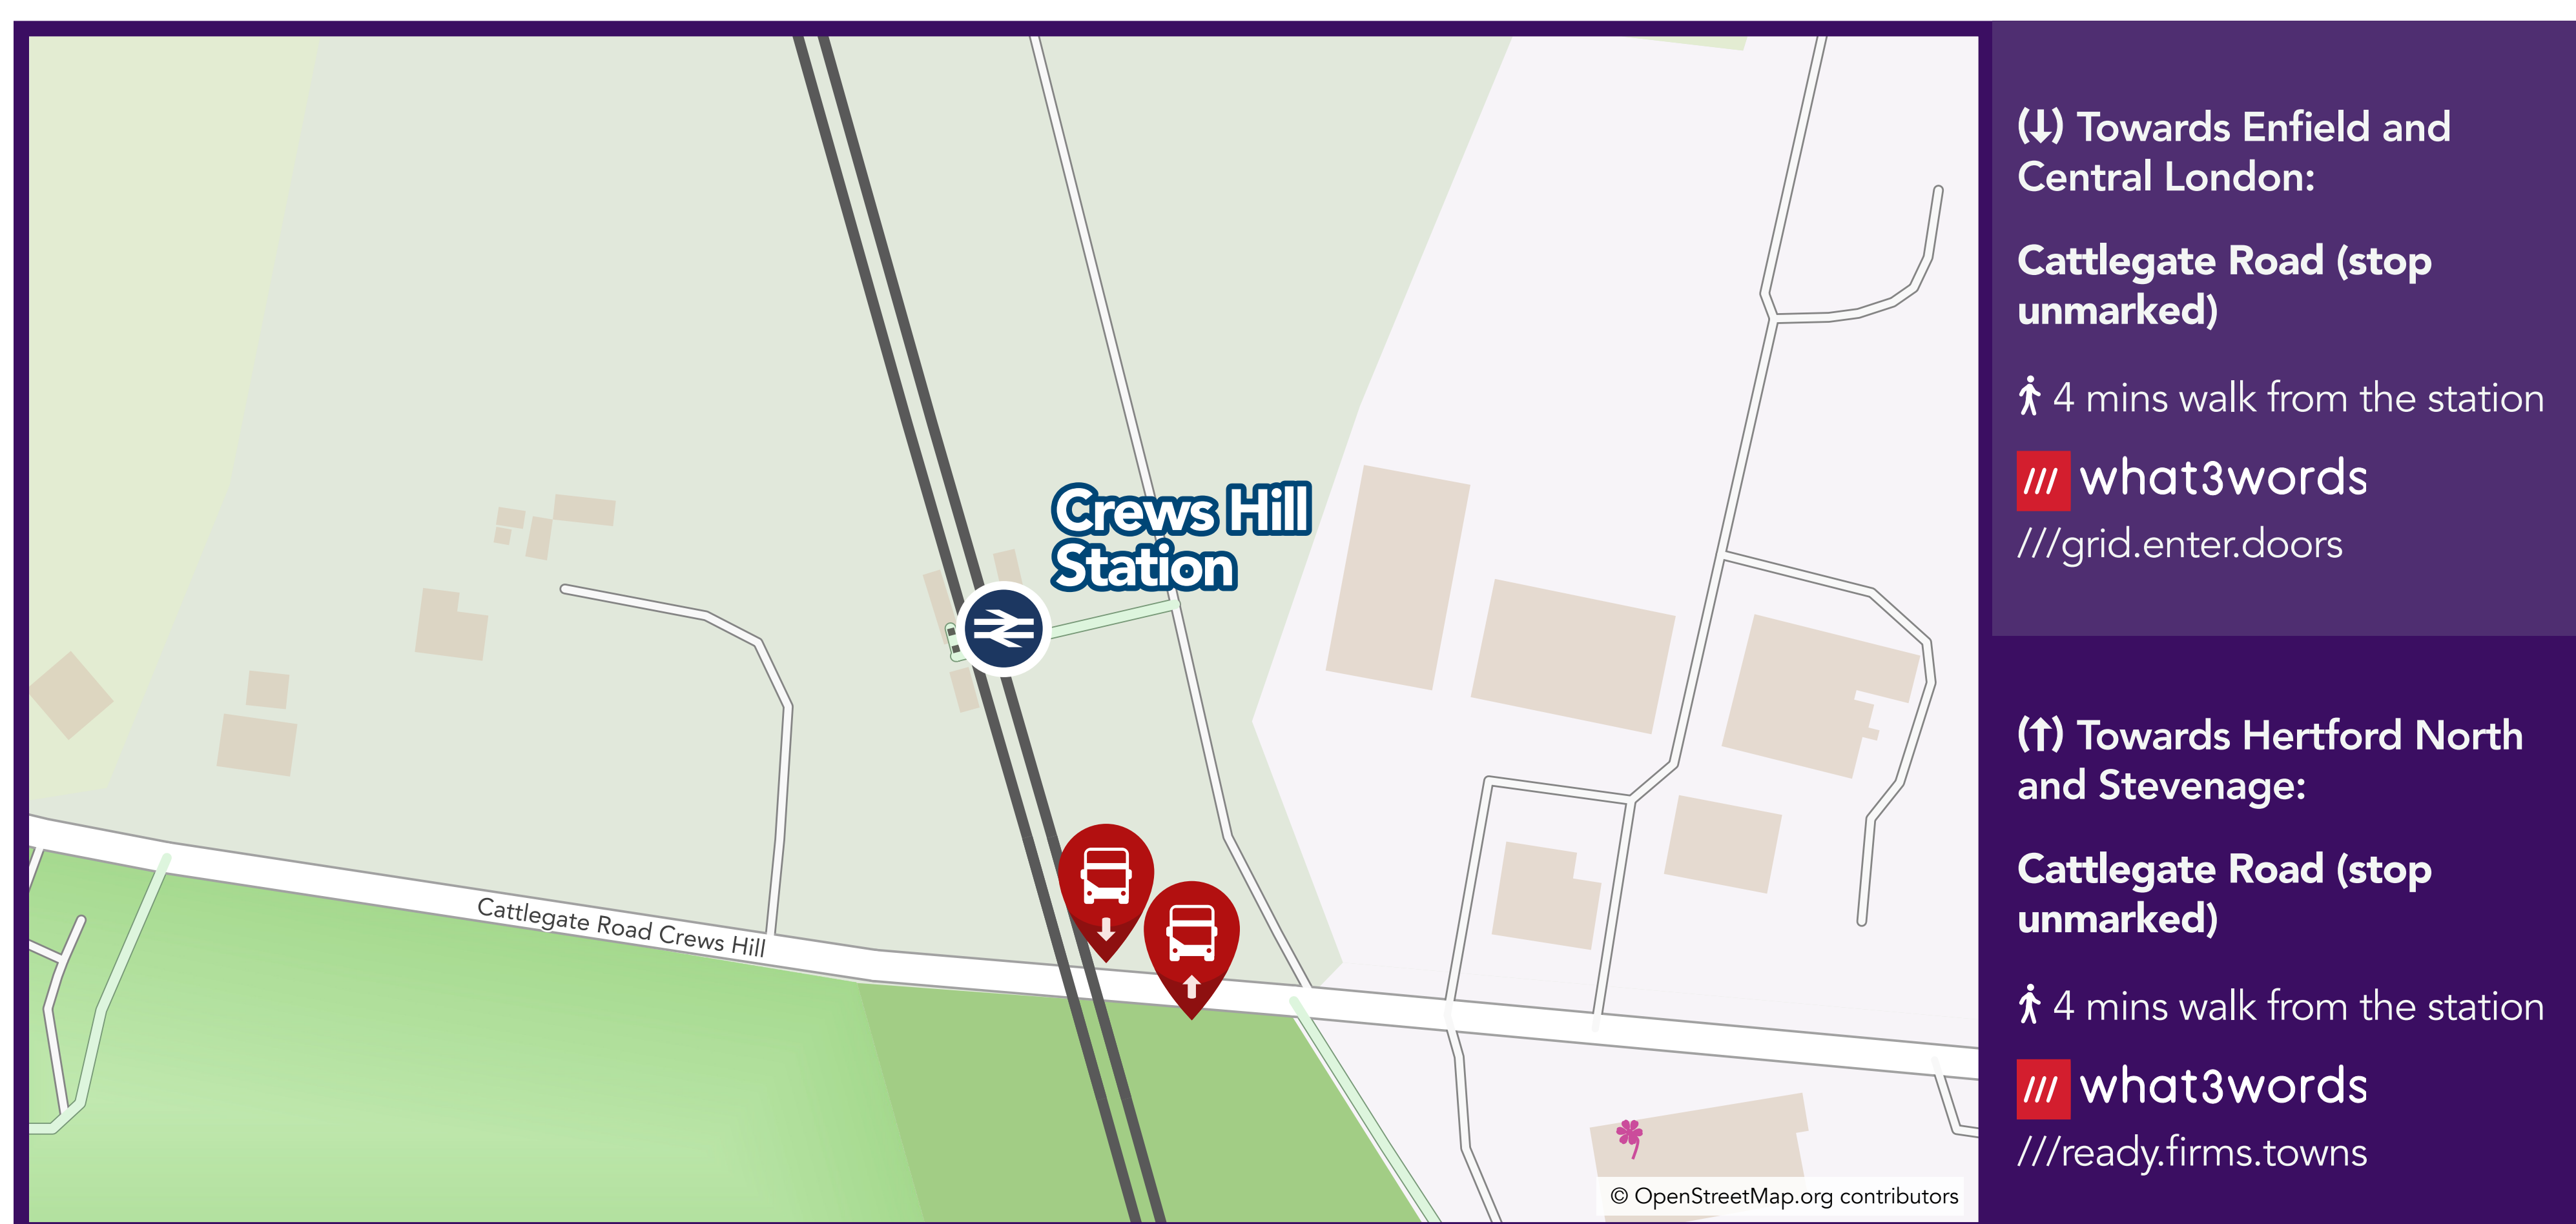 Crews Hill
Station
Cattlegate Road Crews Hill
© OpenStreetMap.org contributors
(↓) Towards Enfield and
Central London:
Cattlegate Road (stop
unmarked)
4 mins walk from the station
/// what3words
///grid.enter.doors
(↑) Towards Hertford North
and Stevenage:
Cattlegate Road (stop
unmarked)
4 mins walk from the station
/// what3words
///ready.firms.towns